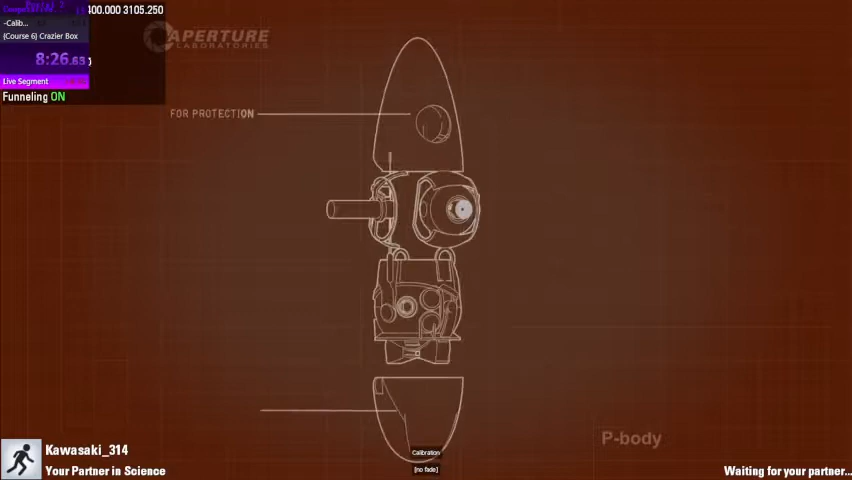 400.000 3105.250
-Calib...
{Course 6} Crazier Box
8:26.63
Live Segment
Funneling ON
APERTURE
LABORATORIES
FOR PROTECTION
P-body
Kawasaki_314
Your Partner in Science
Calibration
[no fade]
Waiting for your partner...